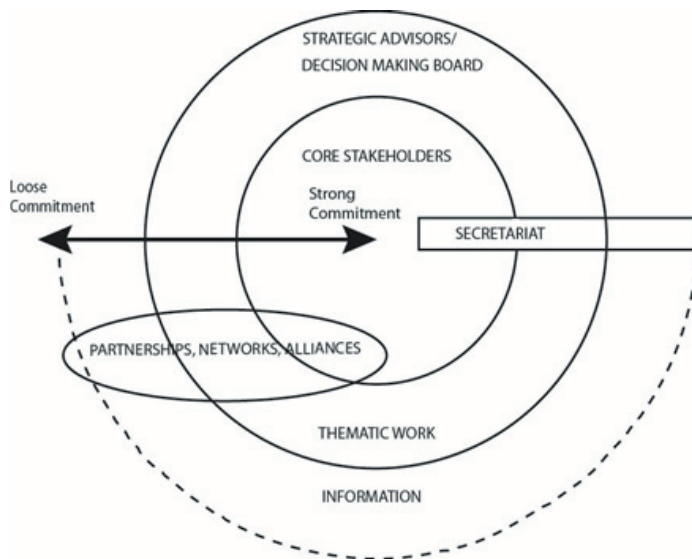 STRATEGIC ADVISORS/
DECISION MAKING BOARD
CORE STAKEHOLDERS
Loose
Commitment
Strong
Commitment
SECRETARIAT
PARTNERSHIPS, NETWORKS, ALLIANCES
THEMATIC WORK
INFORMATION